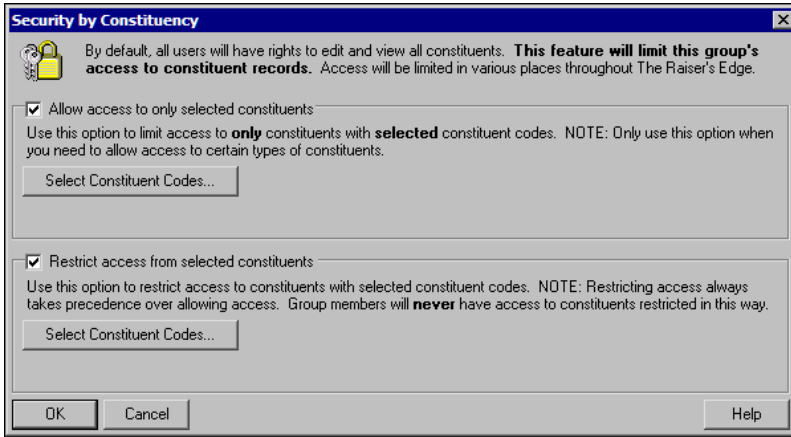 Security by Constituency
By default, all users will have rights to edit and view all constituents. This feature will limit this group's
access to constituent records. Access will be limited in various places throughout The Raiser's Edge.
Allow access to only selected constituents
Use this option to limit access to only constituents with selected constituent codes. NOTE: Only use this option when
you need to allow access to certain types of constituents.
Select Constituent Codes...
Restrict access from selected constituents
Use this option to restrict access to constituents with selected constituent codes. NOTE: Restricting access always
takes precedence over allowing access. Group members will never have access to constituents restricted in this way.
Select Constituent Codes...
OK Cancel Help